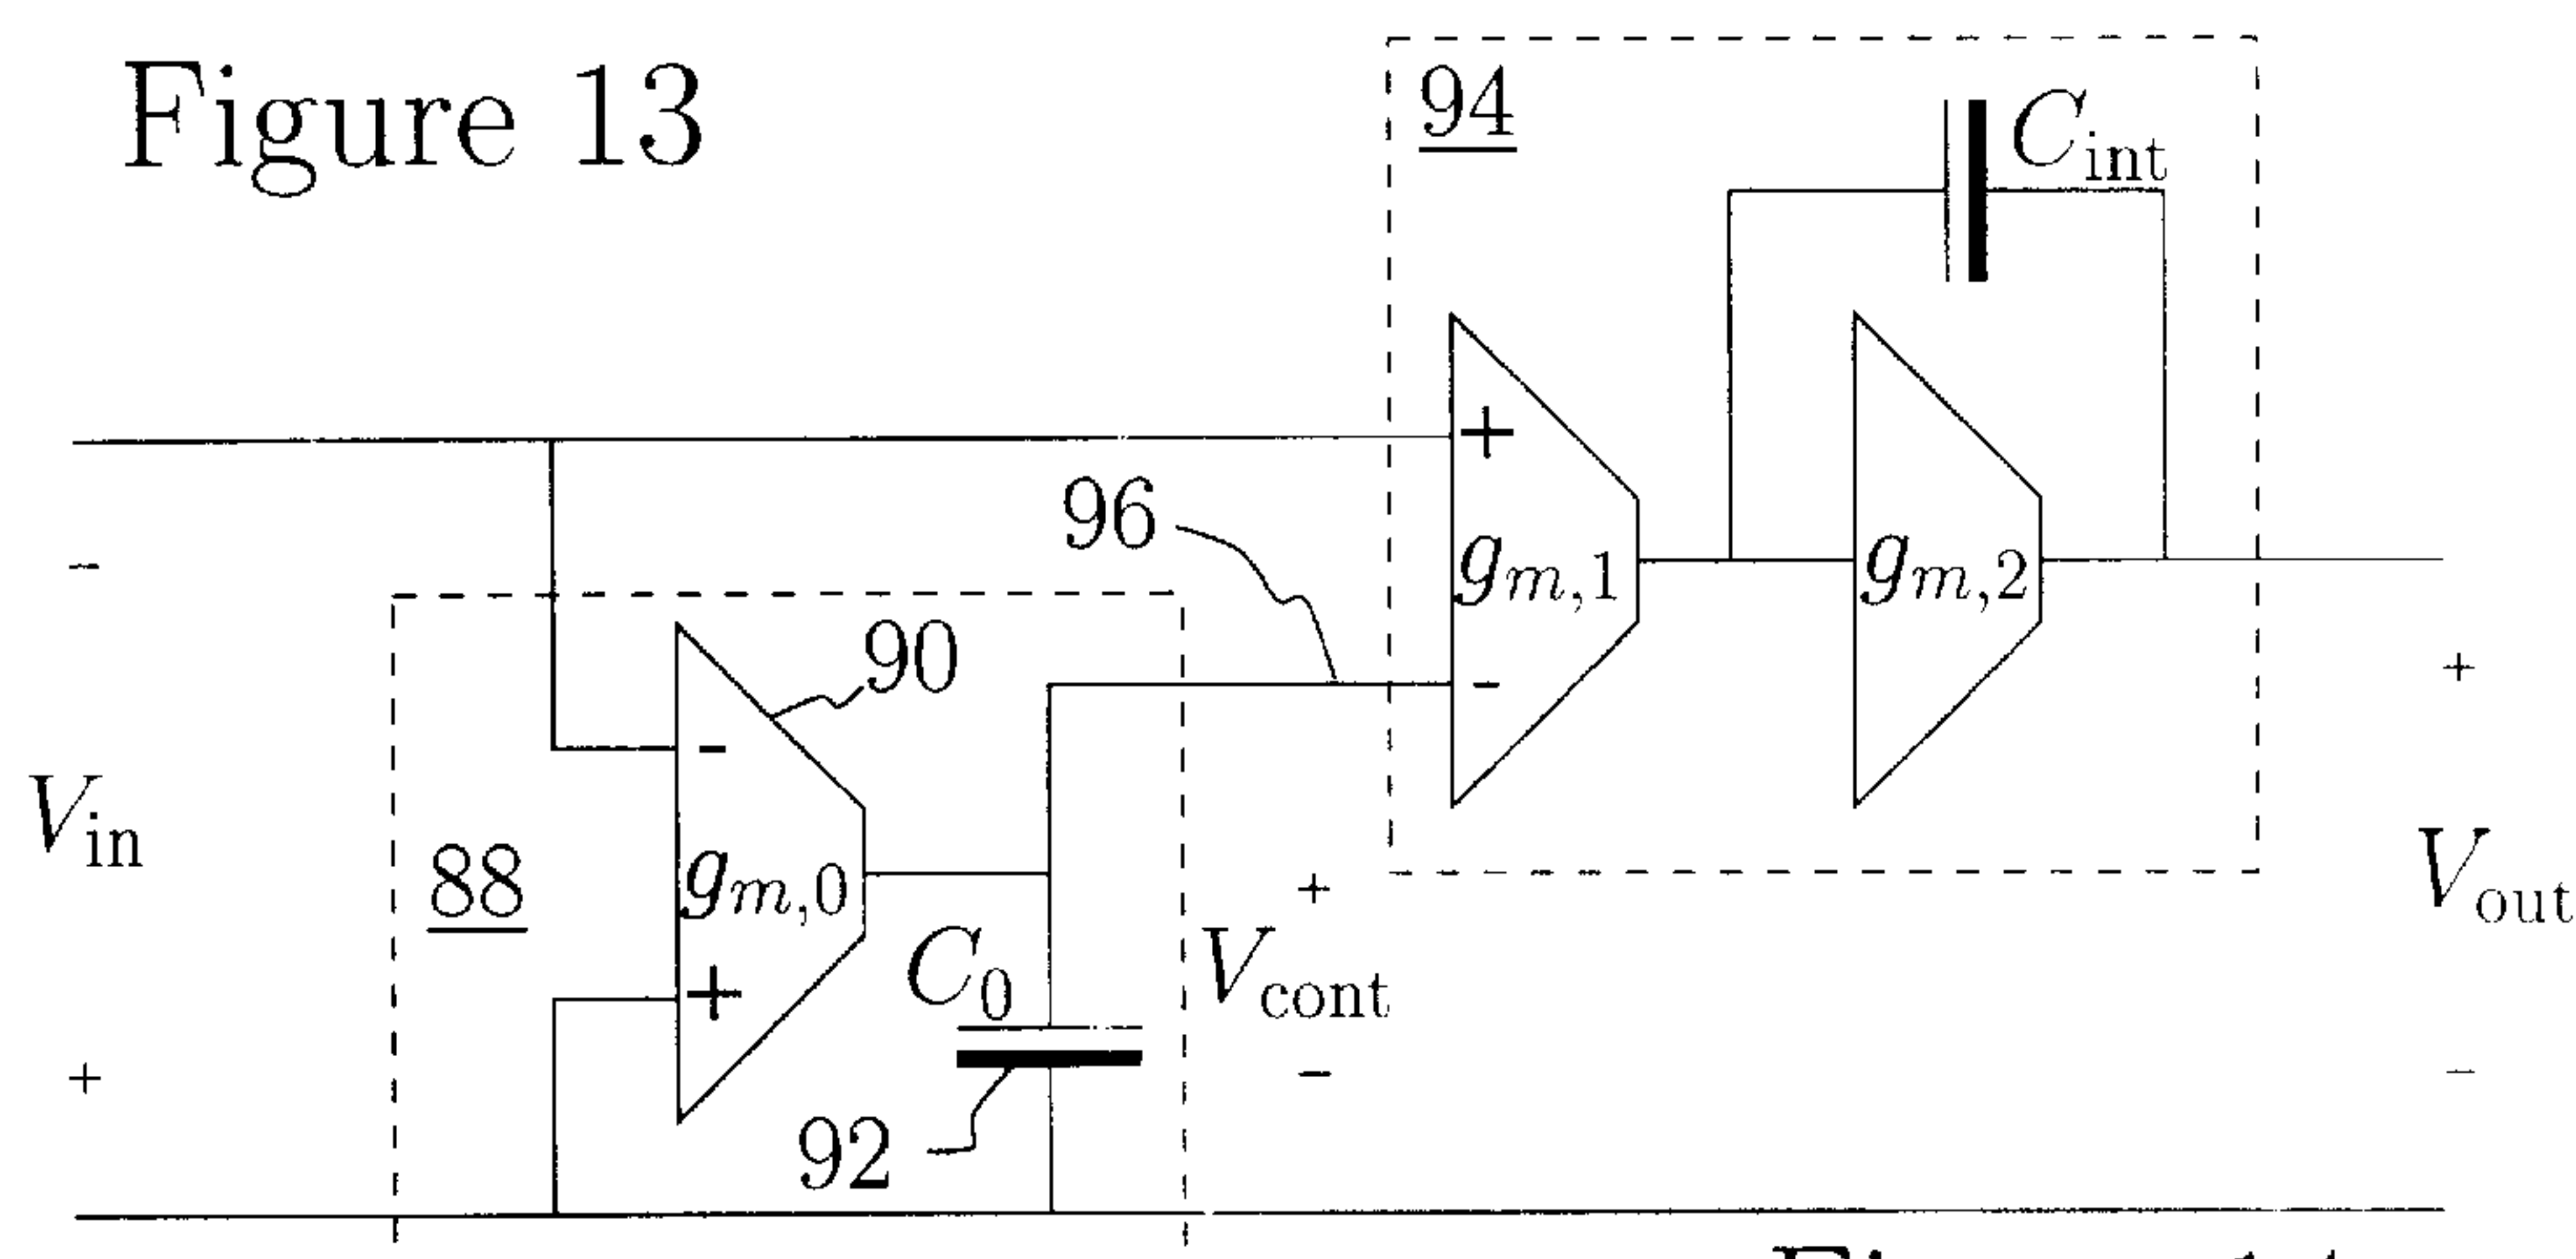 Figure 13
94
C_int
+
96
g_m,1
g_m,2
-
-
90
-
+
V_in
g_m,0
88
+
V_cont
C_0
V_out
+
+
-
-
92